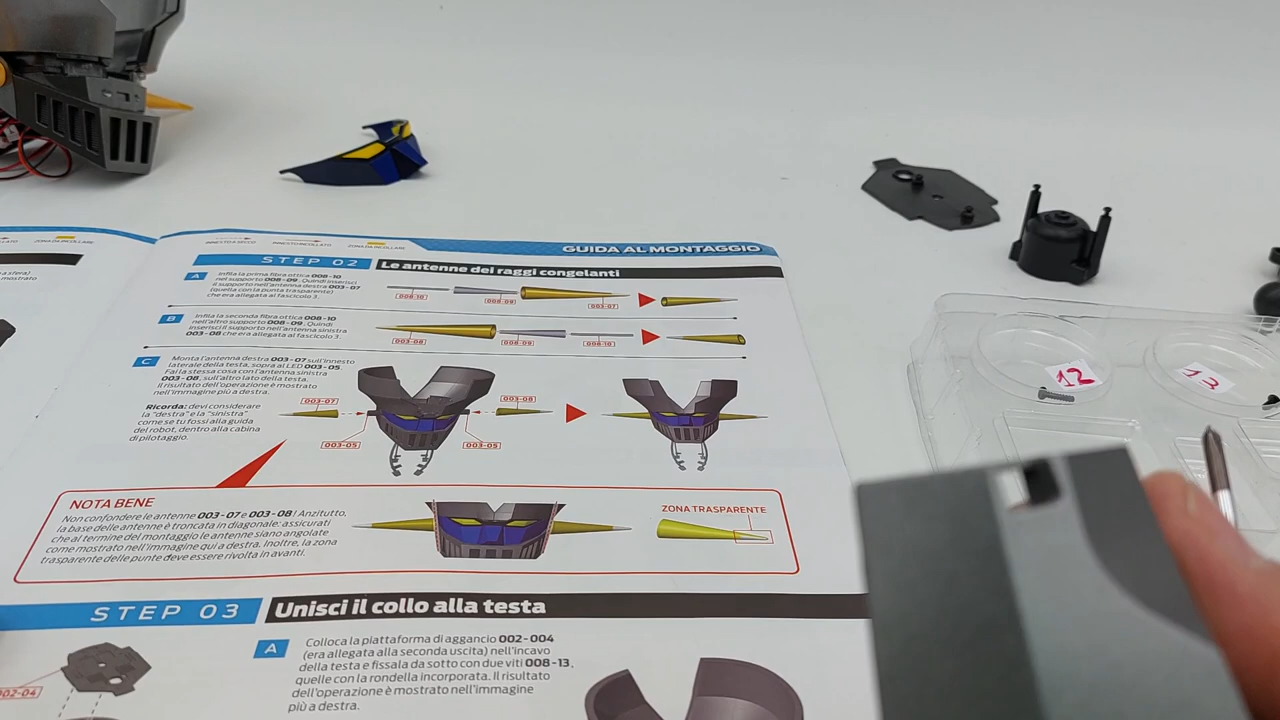 INNESTO A SECCO
INNESTO INCOLLATO
ZONA DA INCOLLARE
ZONA DA INCOLLARE
GUIDA AL MONTAGGIO
STEP 02
Le antenne dei raggi congelanti
A
Infila la prima fibra ottica 008-10
nel supporto 008-09. Quindi inserisci
il supporto nell'antenna destra 003-07
(quella con la punta trasparente)
che era allegata al fascicolo 3.
008-10
008-09
003-07
B
Infila la seconda fibra ottica 008-10
nell'altro supporto 008-09. Quindi
inserisci il supporto nell'antenna sinistra
003-08 che era allegata al fascicolo 3.
003-08
008-09
008-10
C
Monta l'antenna destra 003-07 sull'innesto
laterale della testa, sopra al LED 003-05.
Fai la stessa cosa con l'antenna sinistra
003-08, sull'altro lato della testa.
Il risultato dell'operazione è mostrato
nell'immagine più a destra.
Ricorda: devi considerare
la "destra" e la "sinistra"
come se tu fossi alla guida
del robot, dentro alla cabina
di pilotaggio.
003-07
003-08
003-05
003-05
NOTA BENE
Non confondere le antenne 003-07 e 003-08! Anzitutto,
la base delle antenne è troncata in diagonale: assicurati
che al termine del montaggio le antenne siano angolate
come mostrato nell'immagine qui a destra. Inoltre, la zona
trasparente delle punte deve essere rivolta in avanti.
ZONA TRASPARENTE
STEP 03
Unisci il collo alla testa
A
Colloca la piattaforma di aggancio 002-004
(era allegata alla seconda uscita) nell'incavo
della testa e fissala da sotto con due viti 008-13,
quelle con la rondella incorporata. Il risultato
dell'operazione è mostrato nell'immagine
più a destra.
002-04
12
13